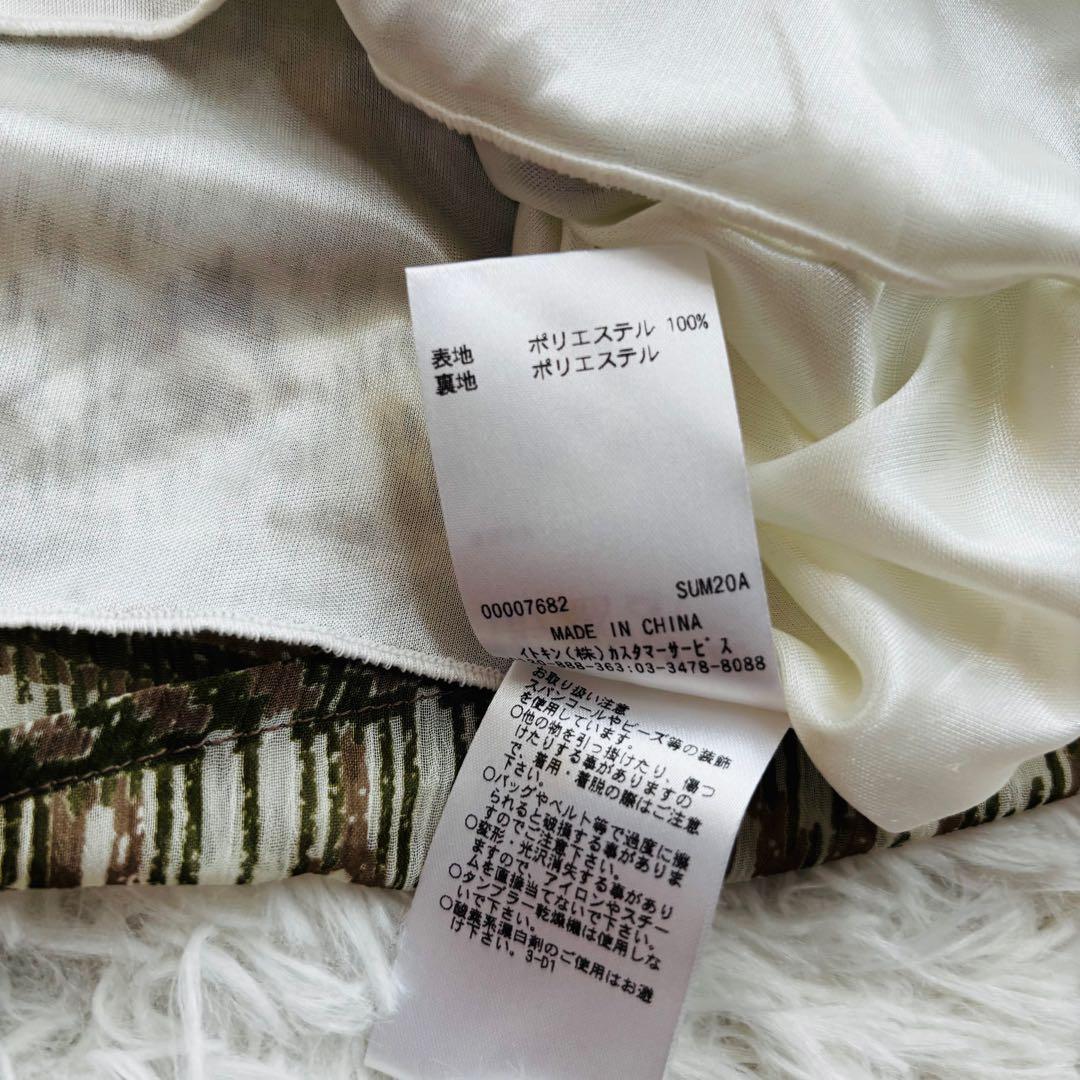 表地 ポリエステル 100%
裏地 ポリエステル
00007682 SUM20A
MADE IN CHINA
イトキン(株)カスタマーサービス
-888-363:03-3478-8088
お取り扱い注意
スパンコールやビーズ等の装飾
を使用しています。
○他の物を引っ掛けたり、傷つ
けたりする事がありますの
で、着用・着脱の際はご注意
下さい。
○バッグやベルト等で過度に擦
られると破損する事がありま
すのでご注意下さい。
○変形・光沢消失する事があり
ますので、アイロンやスチー
ムを直接当てないで下さい。
○タンブラー乾燥機は使用しな
いで下さい。
○酸素系漂白剤のご使用はお避
け下さい。3-D1